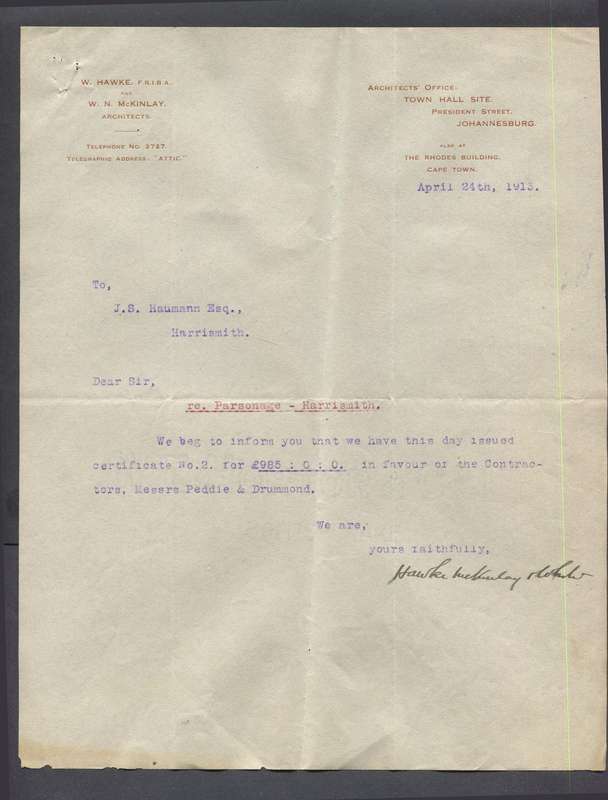 W. HAWKE. F.R.I.B.A.
AND
W. N. McKINLAY.
ARCHITECTS.
TELEPHONE NO 2727.
TELEGRAPHIC ADDRESS- "ATTIC."
ARCHITECTS' OFFICE:
TOWN HALL SITE.
PRESIDENT STREET.
JOHANNESBURG.
ALSO AT
THE RHODES BUILDING.
CAPE TOWN.
April 24th, 1913.
To,
J.S. Haumann Esq.,
Harrismith.
Dear Sir,
re. Parsonage - Harrismith.
We beg to inform you that we have this day issued
certificate No.2. for £985 : 0 : 0. in favour of the Contrac-
tors, Messrs Peddie & Drummond.
We are,
yours faithfully,
Hawke McKinlay